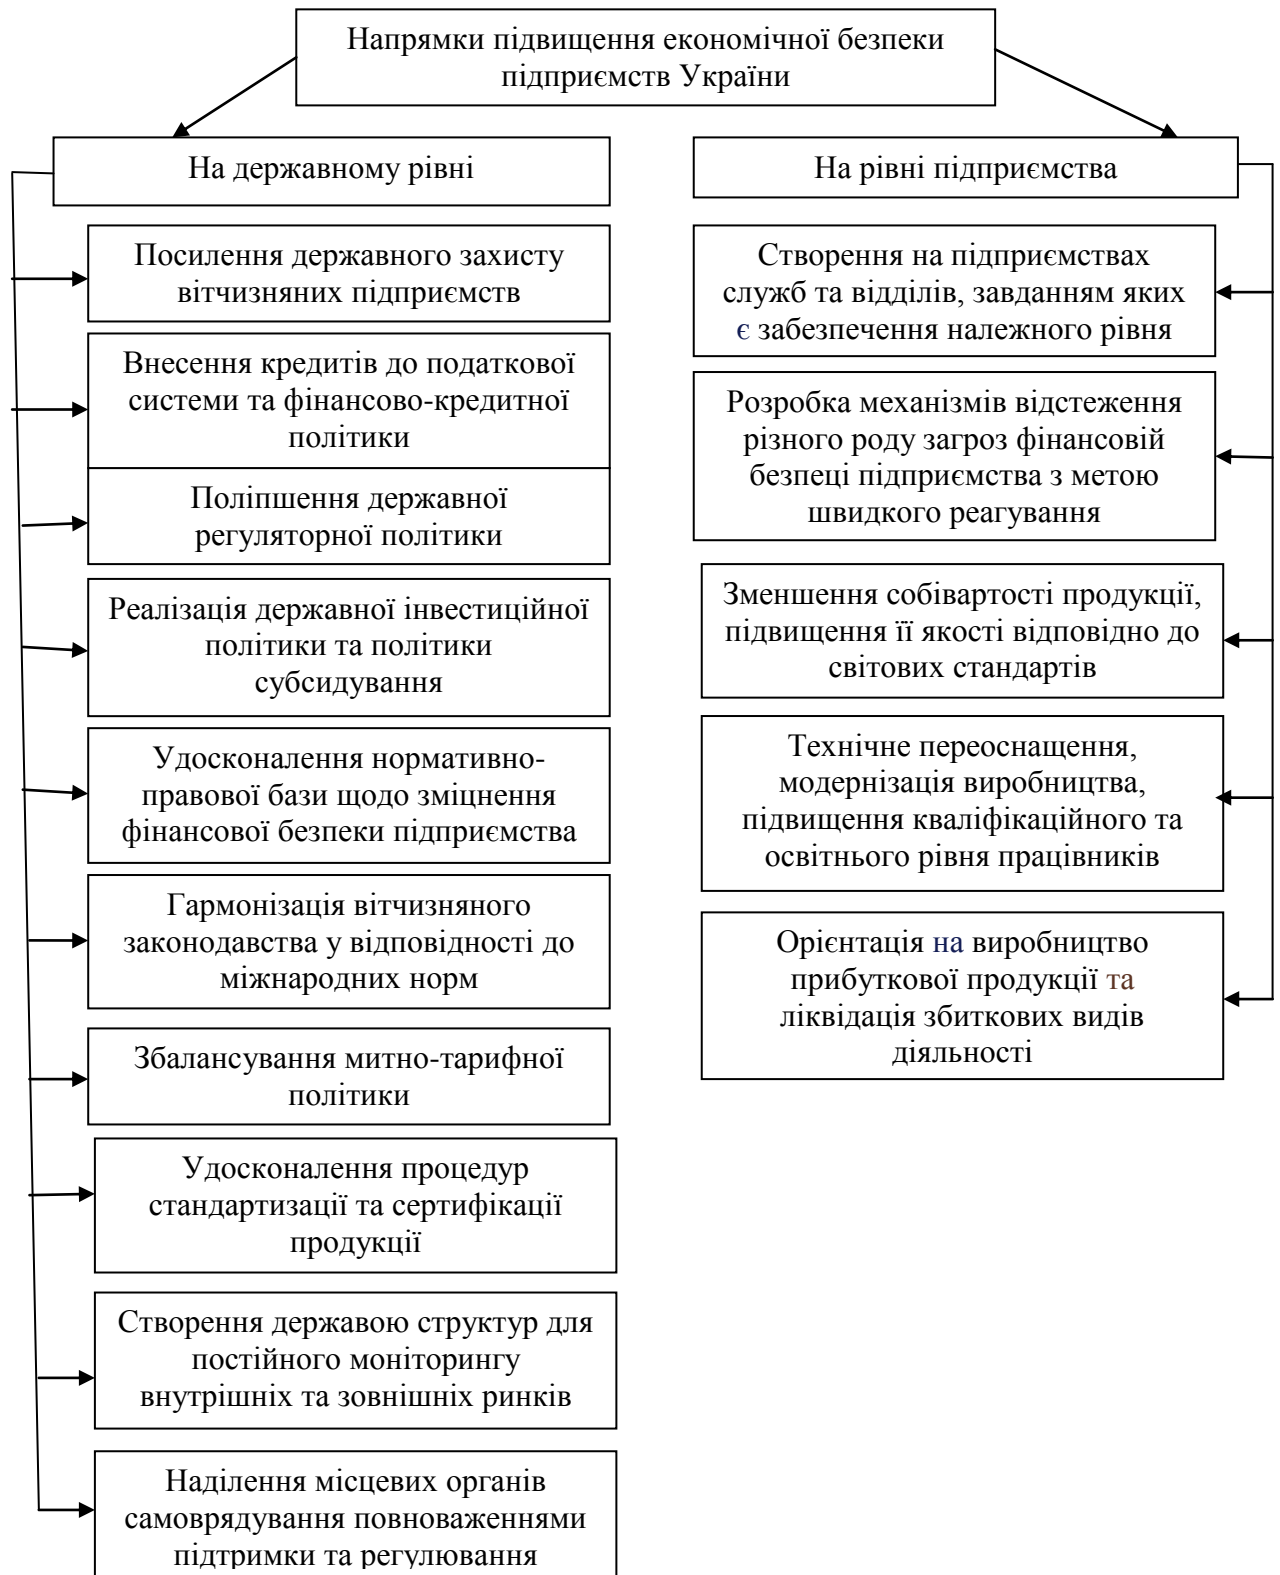 Напрямки підвищення економічної безпеки
підприємств України
На державному рівні
Посилення державного захисту
вітчизняних підприємств
Внесення кредитів до податкової
системи та фінансово-кредитної
політики
Поліпшення державної
регуляторної політики
Реалізація державної інвестиційної
політики та політики
субсидування
Удосконалення нормативно-
правової бази щодо зміцнення
фінансової безпеки підприємства
Гармонізація вітчизняного
законодавства у відповідності до
міжнародних норм
Збалансування митно-тарифної
політики
Удосконалення процедур
стандартизації та сертифікації
продукції
Створення державою структур для
постійного моніторингу
внутрішніх та зовнішніх ринків
Наділення місцевих органів
самоврядування повноваженнями
підтримки та регулювання
На рівні підприємства
Створення на підприємствах
служб та відділів, завданням яких
є забезпечення належного рівня
Розробка механізмів відстеження
різного роду загроз фінансовій
безпеці підприємства з метою
швидкого реагування
Зменшення собівартості продукції,
підвищення її якості відповідно до
світових стандартів
Технічне переоснащення,
модернізація виробництва,
підвищення кваліфікаційного та
освітнього рівня працівників
Орієнтація на виробництво
прибуткової продукції та
ліквідація збиткових видів
діяльності